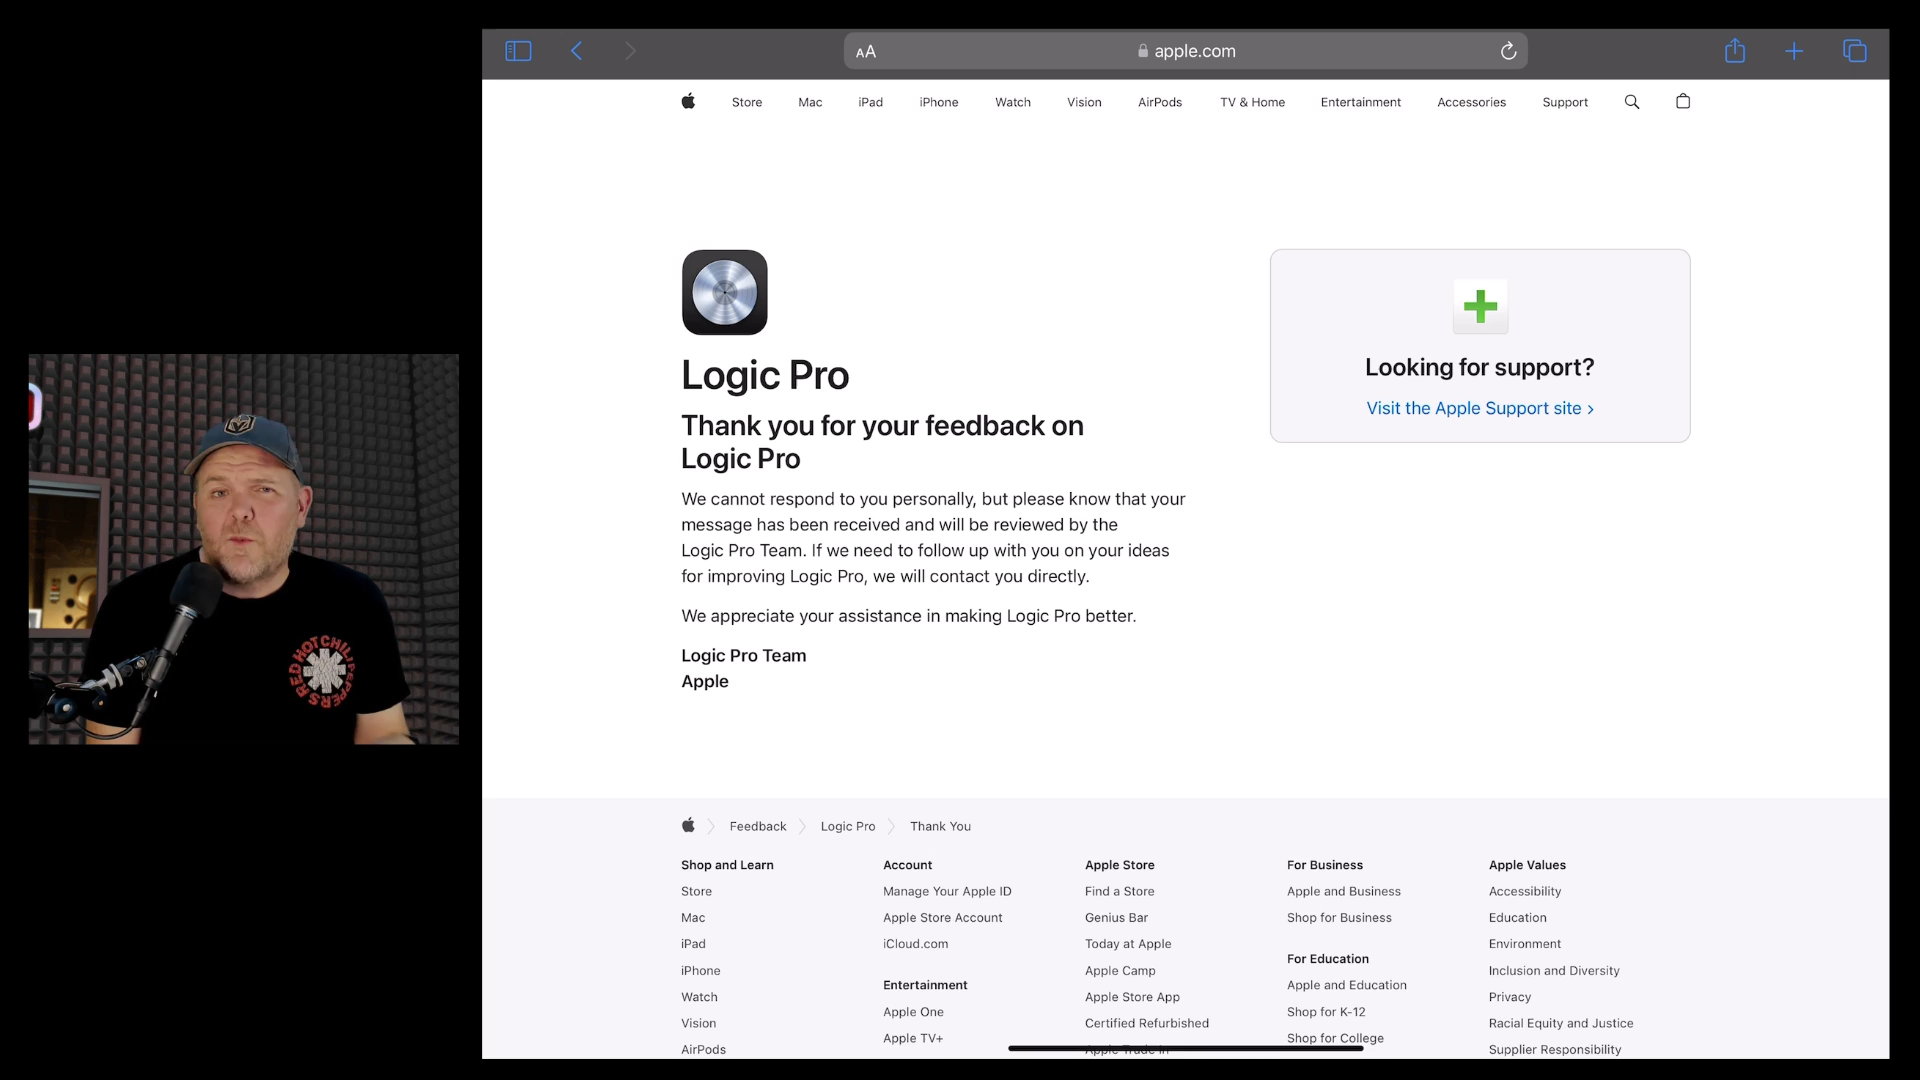 AA
apple.com
Store Mac iPad iPhone Watch Vision AirPods TV & Home Entertainment Accessories Support
Logic Pro
Thank you for your feedback on
Logic Pro
We cannot respond to you personally, but please know that your
message has been received and will be reviewed by the
Logic Pro Team. If we need to follow up with you on your ideas
for improving Logic Pro, we will contact you directly.
We appreciate your assistance in making Logic Pro better.
Logic Pro Team
Apple
Looking for support?
Visit the Apple Support site
RED HOT CHILI PEPPERS
Feedback Logic Pro Thank You
Shop and Learn
Store
Mac
iPad
iPhone
Watch
Vision
AirPods
Account
Manage Your Apple ID
Apple Store Account
iCloud.com
Entertainment
Apple One
Apple TV+
Apple Store
Find a Store
Genius Bar
Today at Apple
Apple Camp
Apple Store App
Certified Refurbished
Apple Trade In
For Business
Apple and Business
Shop for Business
For Education
Apple and Education
Shop for K-12
Shop for College
Apple Values
Accessibility
Education
Environment
Inclusion and Diversity
Privacy
Racial Equity and Justice
Supplier Responsibility